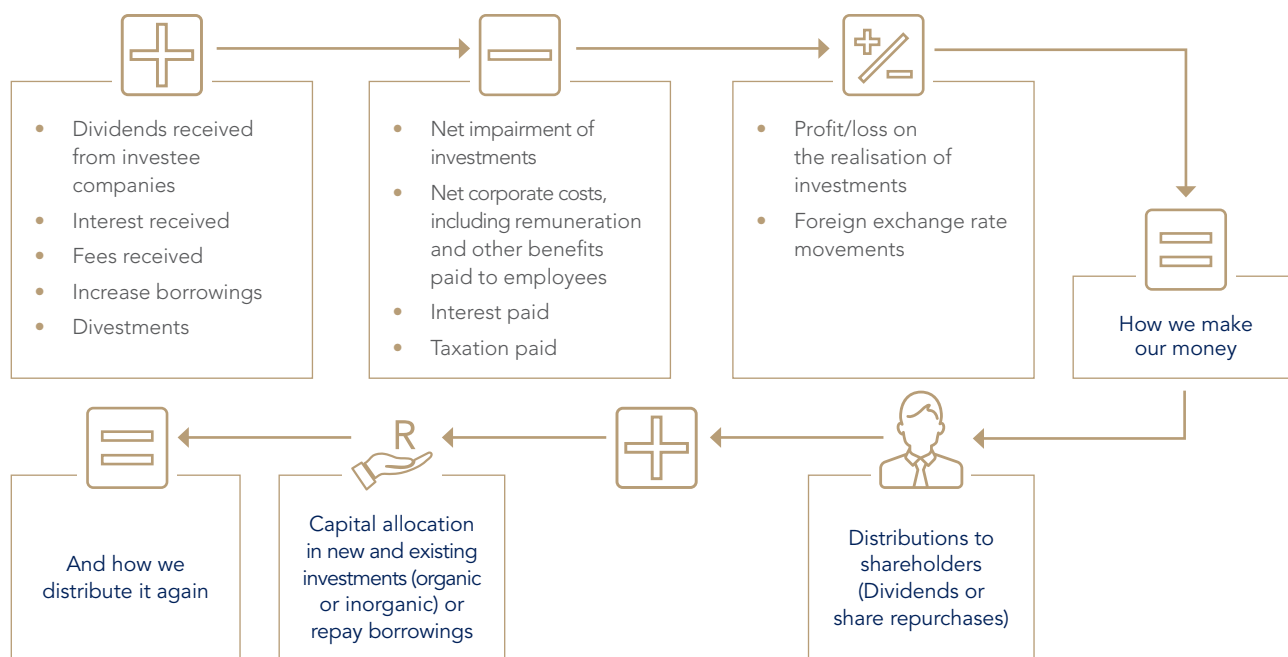 Dividends received
from investee
companies
Interest received
Fees received
Increase borrowings
Divestments
Net impairment of
investments
Net corporate costs,
including remuneration
and other benefits
paid to employees
Interest paid
Taxation paid
Profit/loss on
the realisation of
investments
Foreign exchange rate
movements
How we make
our money
R
Distributions to
shareholders
(Dividends or
share repurchases)
Capital allocation
in new and existing
investments (organic
or inorganic) or
repay borrowings
And how we
distribute it again